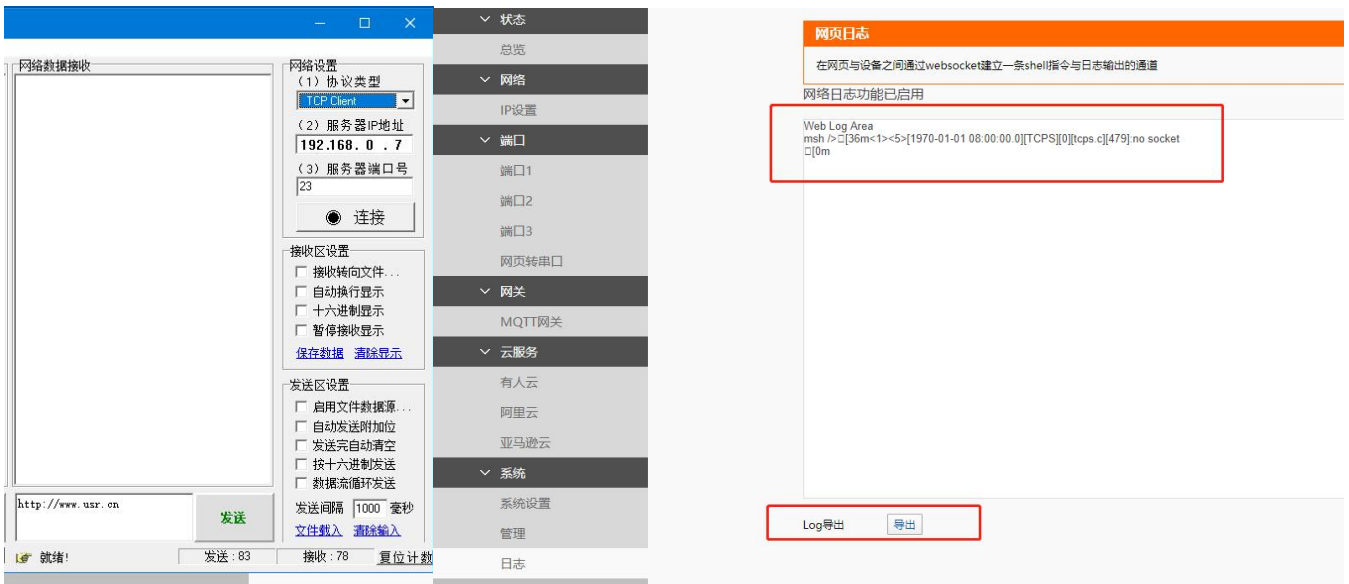 网络数据接收
网络设置
（1）协议类型
TCP Client
（2）服务器IP地址
192.168. 0 . 7
（3）服务器端口号
23
连接
接收区设置
接收转向文件...
自动换行显示
十六进制显示
暂停接收显示
保存数据 清除显示
发送区设置
启用文件数据源...
自动发送附加位
发送完自动清空
按十六进制发送
数据流循环发送
发送间隔 1000 毫秒
文件载入 清除输入
http://www.usr.cn
发送
就绪!
发送:83
接收:78
复位计数
状态
总览
网络
IP设置
端口
端口1
端口2
端口3
网页转串口
网关
MQTT网关
云服务
有人云
阿里云
亚马逊云
系统
系统设置
管理
日志
网页日志
在网页与设备之间通过websocket建立一条shell指令与日志输出的通道
网络日志功能已启用
Web Log Area
msh />□[36m<1><5>[1970-01-01 08:00:00.0][TCPS][0][tcps.c][479]:no socket
□[0m
Log导出 导出